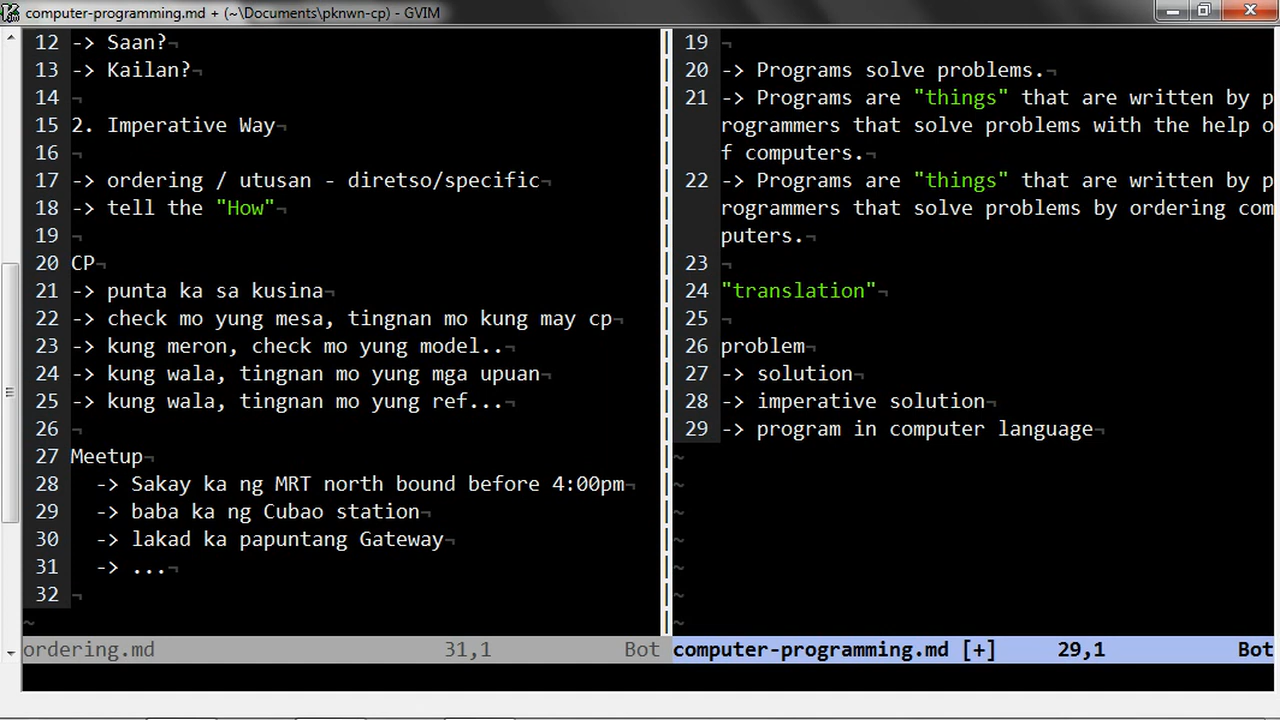 computer-programming.md + (~\Documents\pknwn-cp) - GVIM
12 -> Saan?¬
13 -> Kailan?¬
14 ¬
15 2. Imperative Way¬
16 ¬
17 -> ordering / utusan - diretso/specific¬
18 -> tell the "How"¬
19 ¬
20 CP¬
21 -> punta ka sa kusina¬
22 -> check mo yung mesa, tingnan mo kung may cp¬
23 -> kung meron, check mo yung model..¬
24 -> kung wala, tingnan mo yung mga upuan¬
25 -> kung wala, tingnan mo yung ref...¬
26 ¬
27 Meetup¬
28   -> Sakay ka ng MRT north bound before 4:00pm¬
29   -> baba ka ng Cubao station¬
30   -> lakad ka papuntang Gateway¬
31   -> ...¬
32 ¬
~
ordering.md 31,1 Bot
19 ¬
20 -> Programs solve problems.¬
21 -> Programs are "things" that are written by p
rogrammers that solve problems with the help o
f computers.¬
22 -> Programs are "things" that are written by p
rogrammers that solve problems by ordering com
puters.¬
23 ¬
24 "translation"¬
25 ¬
26 problem¬
27 -> solution¬
28 -> imperative solution¬
29 -> program in computer language¬
~
~
~
~
~
~
~
computer-programming.md [+] 29,1 Bot